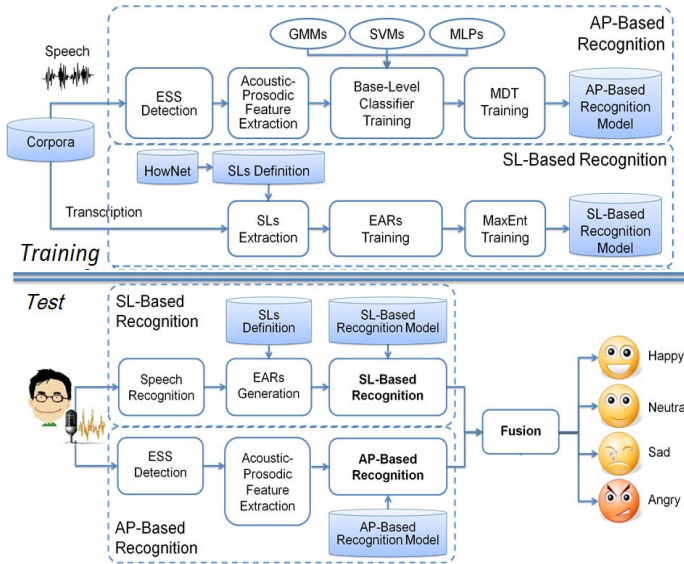 GMMs
SVMs
MLPs
AP-Based
Recognition
Speech
ESS
Detection
Acoustic-
Prosodic
Feature
Extraction
Base-Level
Classifier
Training
MDT
Training
AP-Based
Recognition
Model
Corpora
SL-Based Recognition
HowNet
SLs Definition
Transcription
SLs
Extraction
EARs
Training
MaxEnt
Training
SL-Based
Recognition
Model
Training
Test
SL-Based
Recognition
SLs
Definition
SL-Based
Recognition Model
Speech
Recognition
EARs
Generation
SL-Based
Recognition
Happy
Neutra
Fusion
Sad
Angry
ESS
Detection
Acoustic-
Prosodic
Feature
Extraction
AP-Based
Recognition
AP-Based
Recognition
AP-Based
Recognition Model